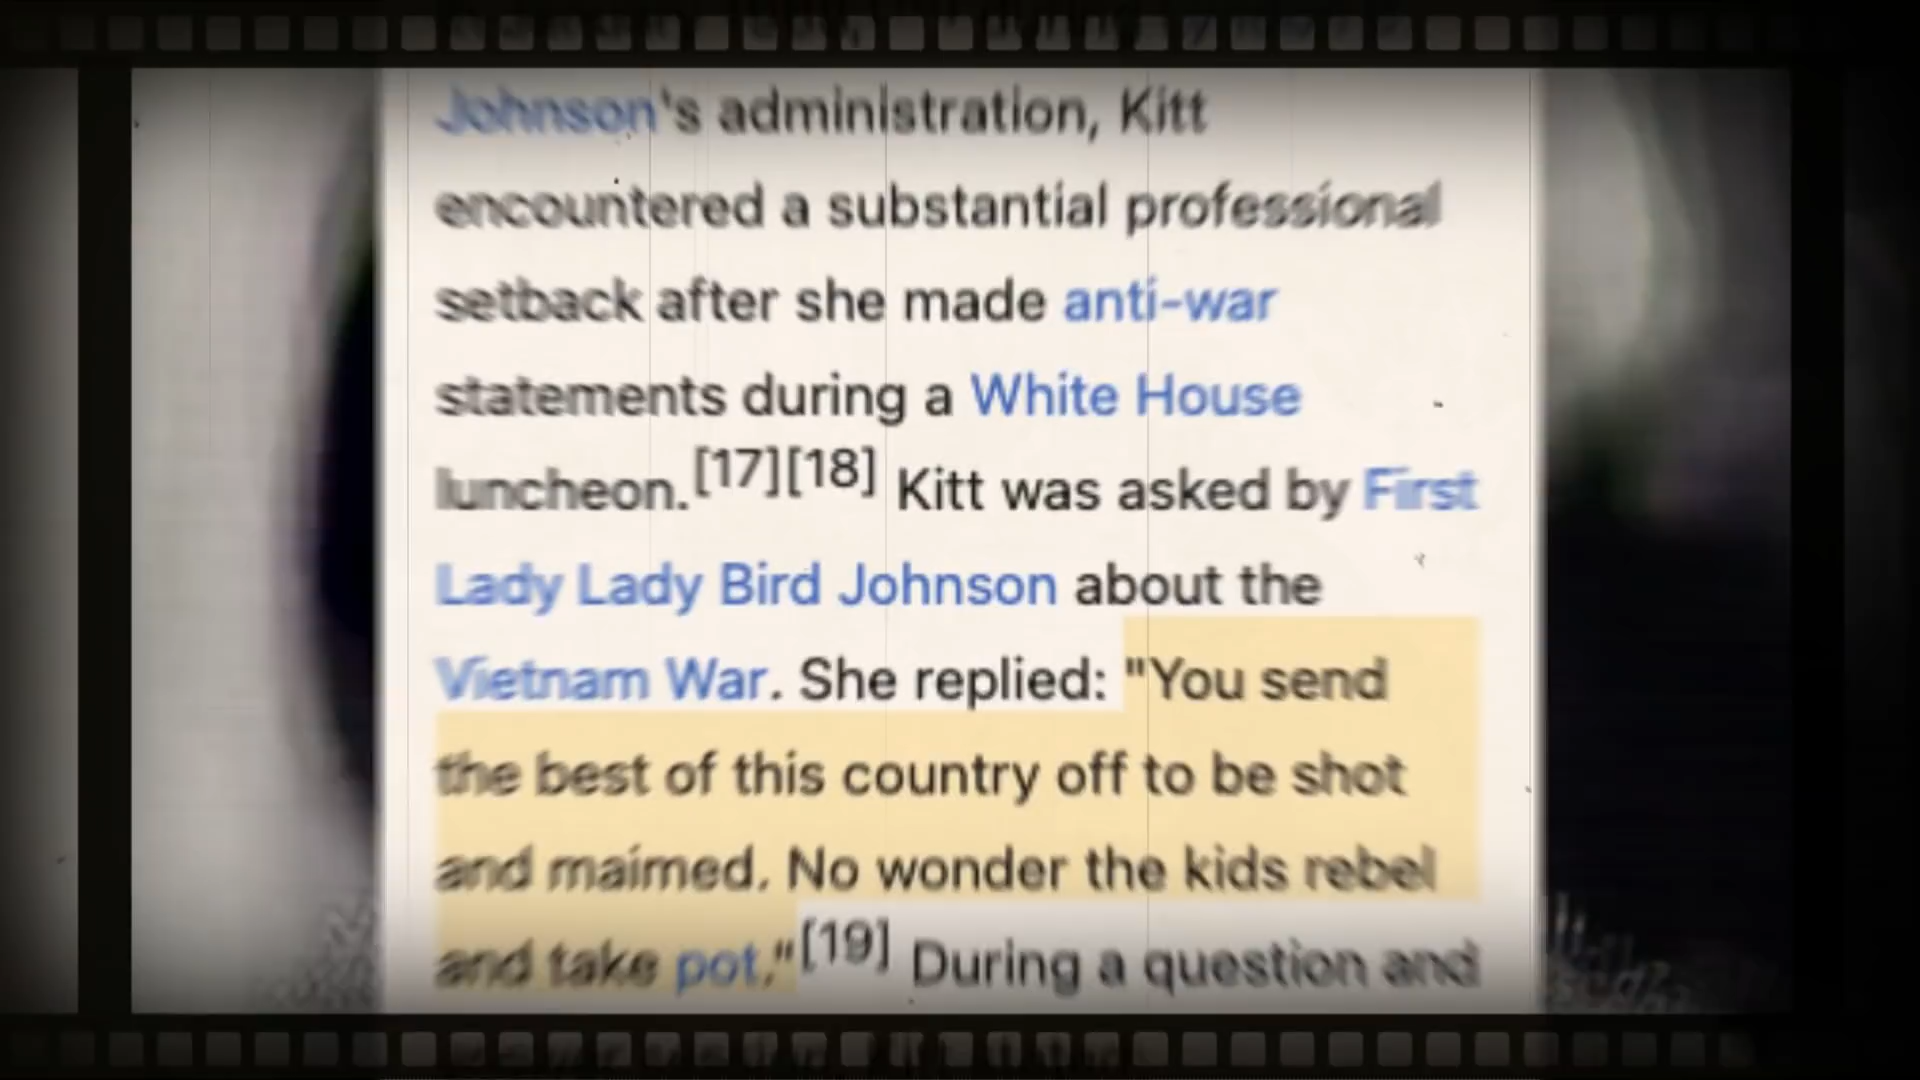 Johnson's administration, Kitt
encountered a substantial professional
setback after she made anti-war
statements during a White House
luncheon.[17][18] Kitt was asked by First
Lady Lady Bird Johnson about the
Vietnam War. She replied: "You send
the best of this country off to be shot
and maimed. No wonder the kids rebel
and take pot."[19] During a question and